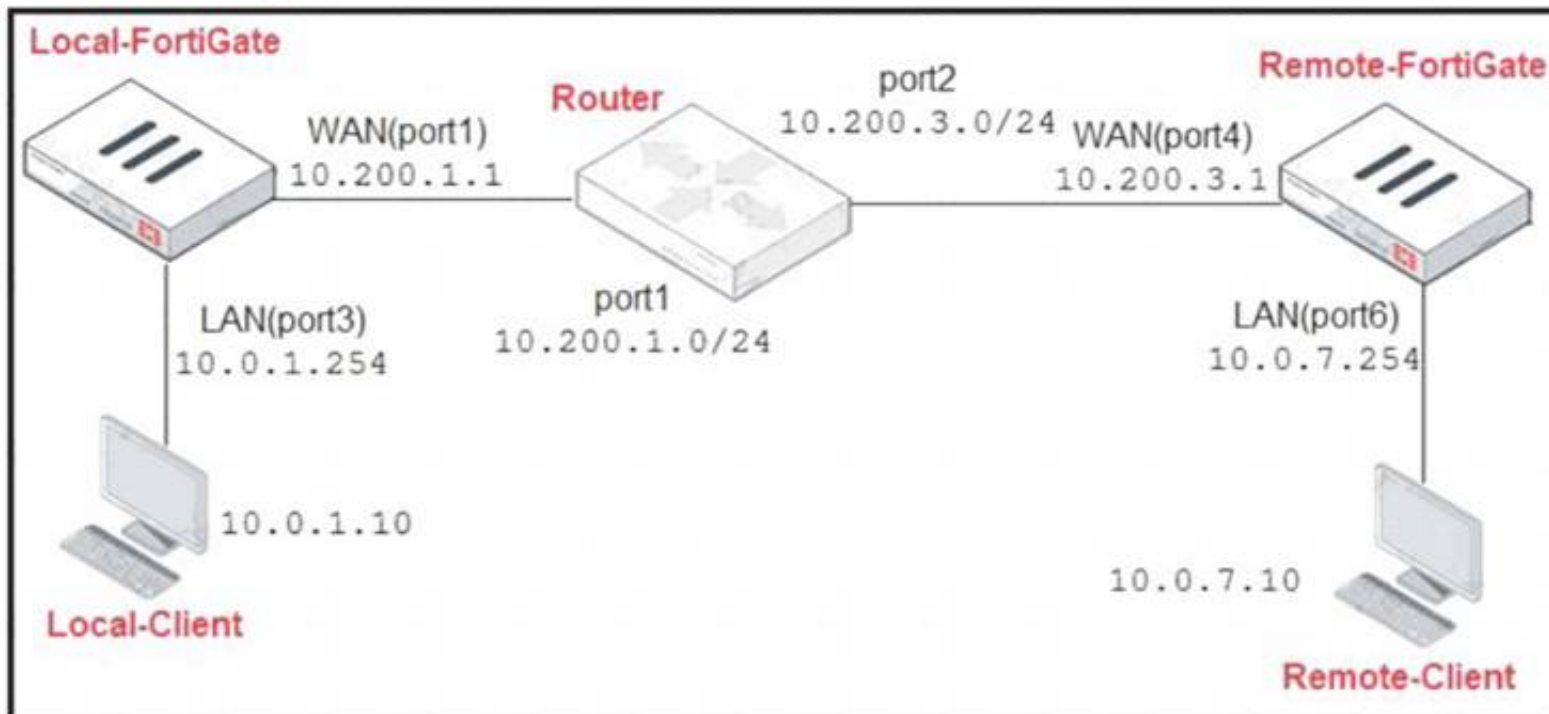 Local-FortiGate
WAN(port1)
10.200.1.1
Router
port2
10.200.3.0/24
Remote-FortiGate
WAN(port4)
10.200.3.1
LAN(port3)
10.0.1.254
port1
10.200.1.0/24
LAN(port6)
10.0.7.254
10.0.1.10
Local-Client
10.0.7.10
Remote-Client